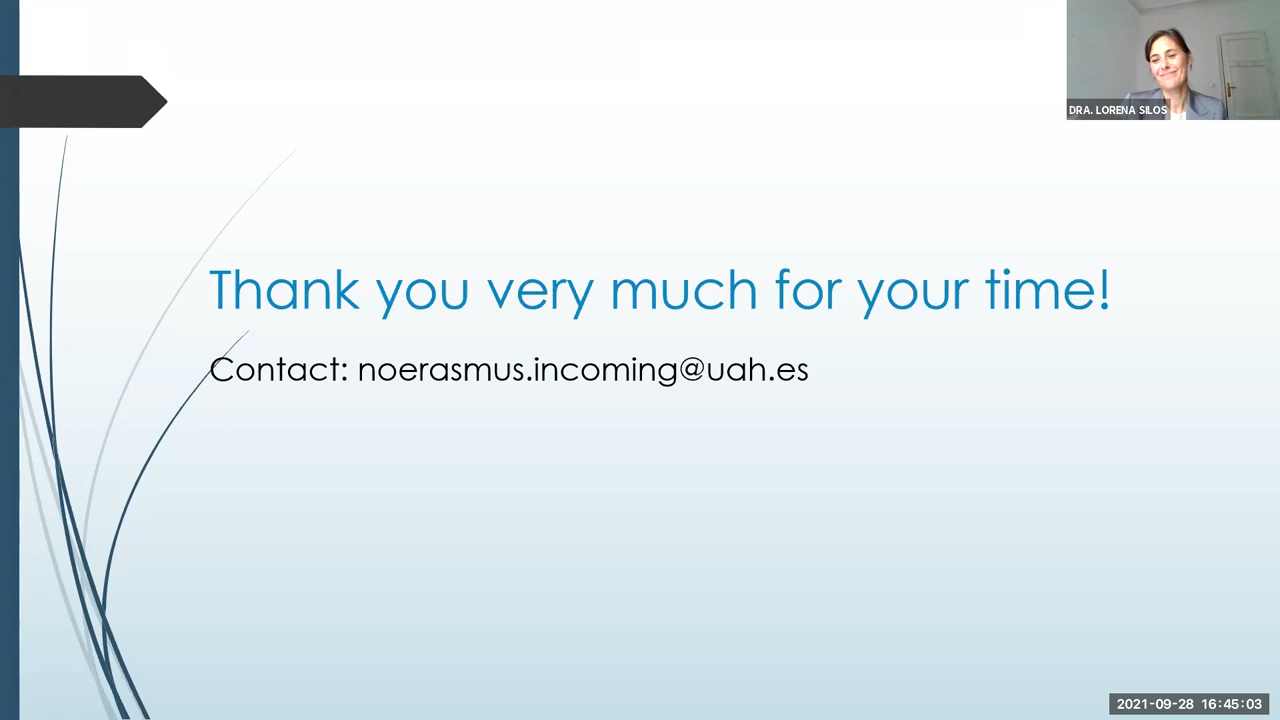 DRA. LORENA SILOS
Thank you very much for your time!
Contact: noerasmus.incoming@uah.es
2021-09-28 16:45:03